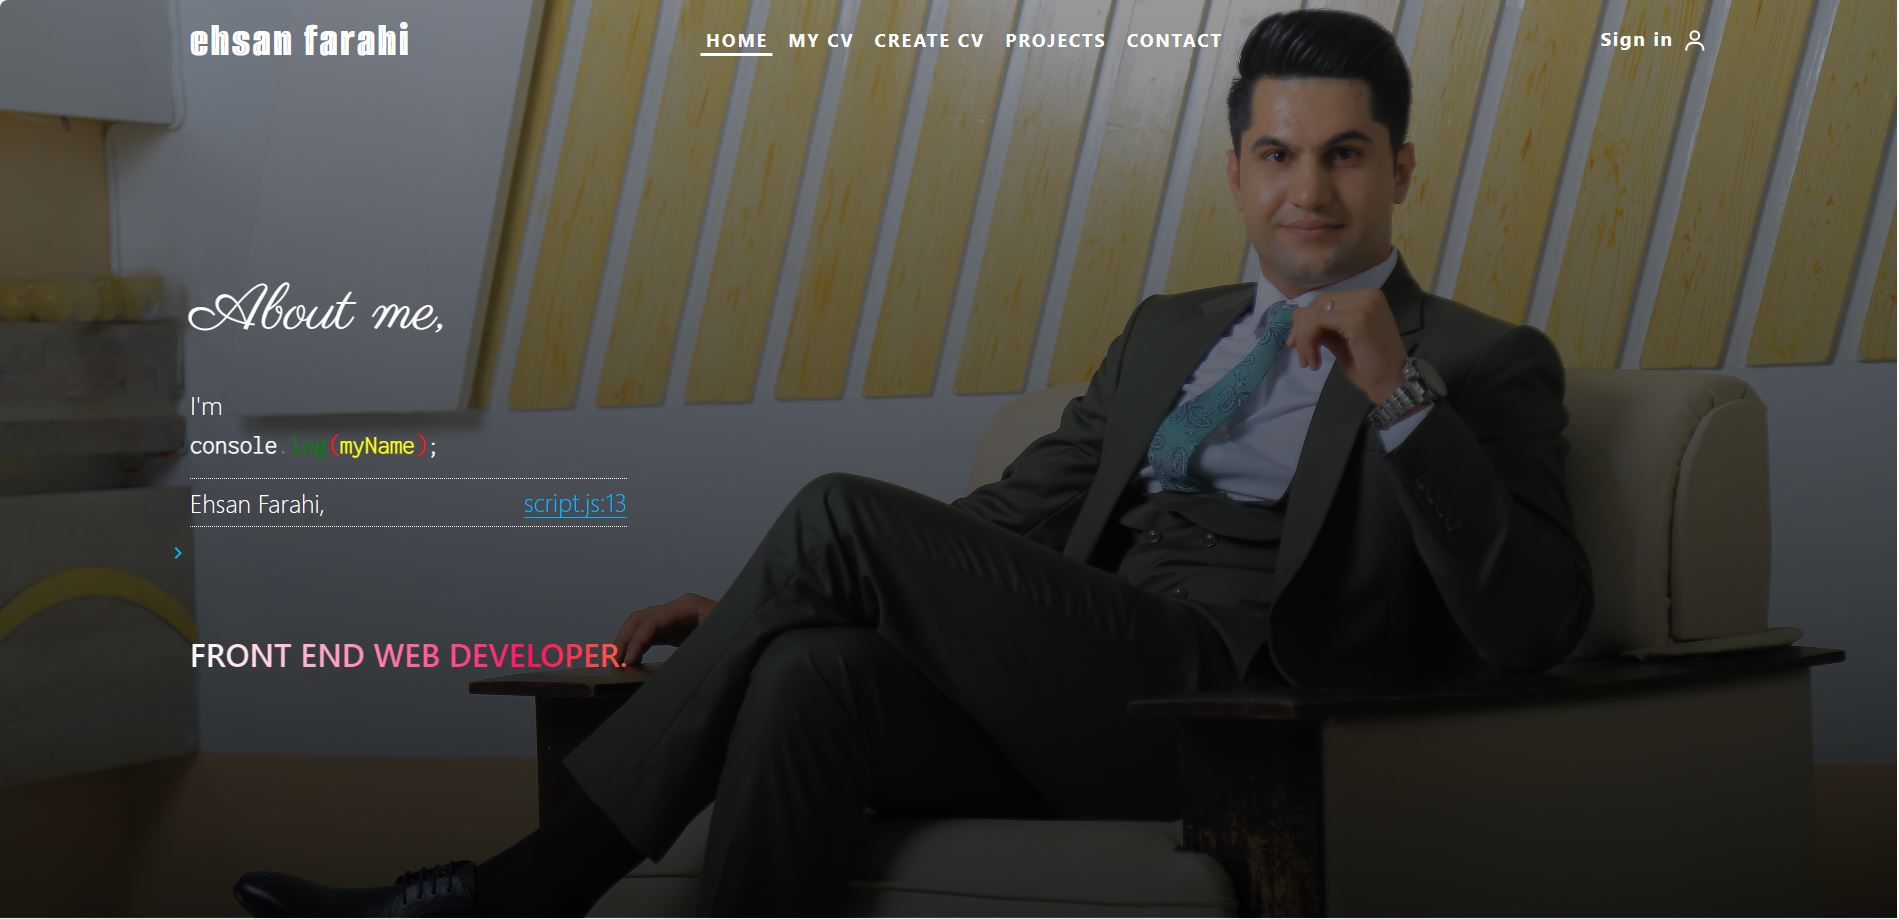 ehsan farahi
HOME MY CV CREATE CV PROJECTS CONTACT
Sign in
About me,
I'm
console.log(myName);
Ehsan Farahi, script.js:13
FRONT END WEB DEVELOPER.